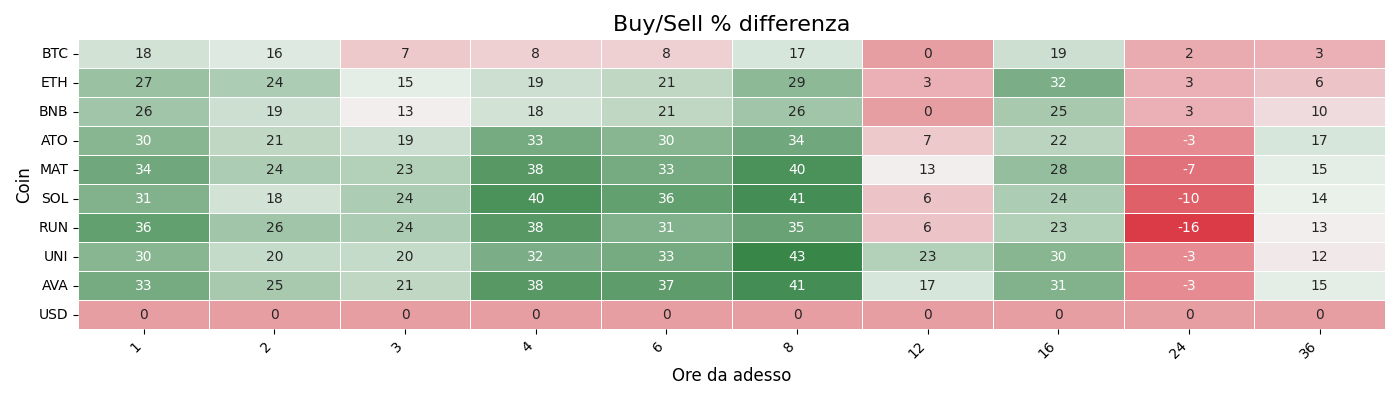 Buy/Sell % differenza
BTC 18 16 7 8 8 17 0 19 2 3
ETH 27 24 15 19 21 29 3 32 3 6
BNB 26 19 13 18 21 26 0 25 3 10
ATO 30 21 19 33 30 34 7 22 -3 17
MAT 34 24 23 38 33 40 13 28 -7 15
SOL 31 18 24 40 36 41 6 24 -10 14
RUN 36 26 24 38 31 35 6 23 -16 13
UNI 30 20 20 32 33 43 23 30 -3 12
AVA 33 25 21 38 37 41 17 31 -3 15
USD 0 0 0 0 0 0 0 0 0 0
Coin
1 2 3 4 6 8 12 16 24 36
Ore da adesso